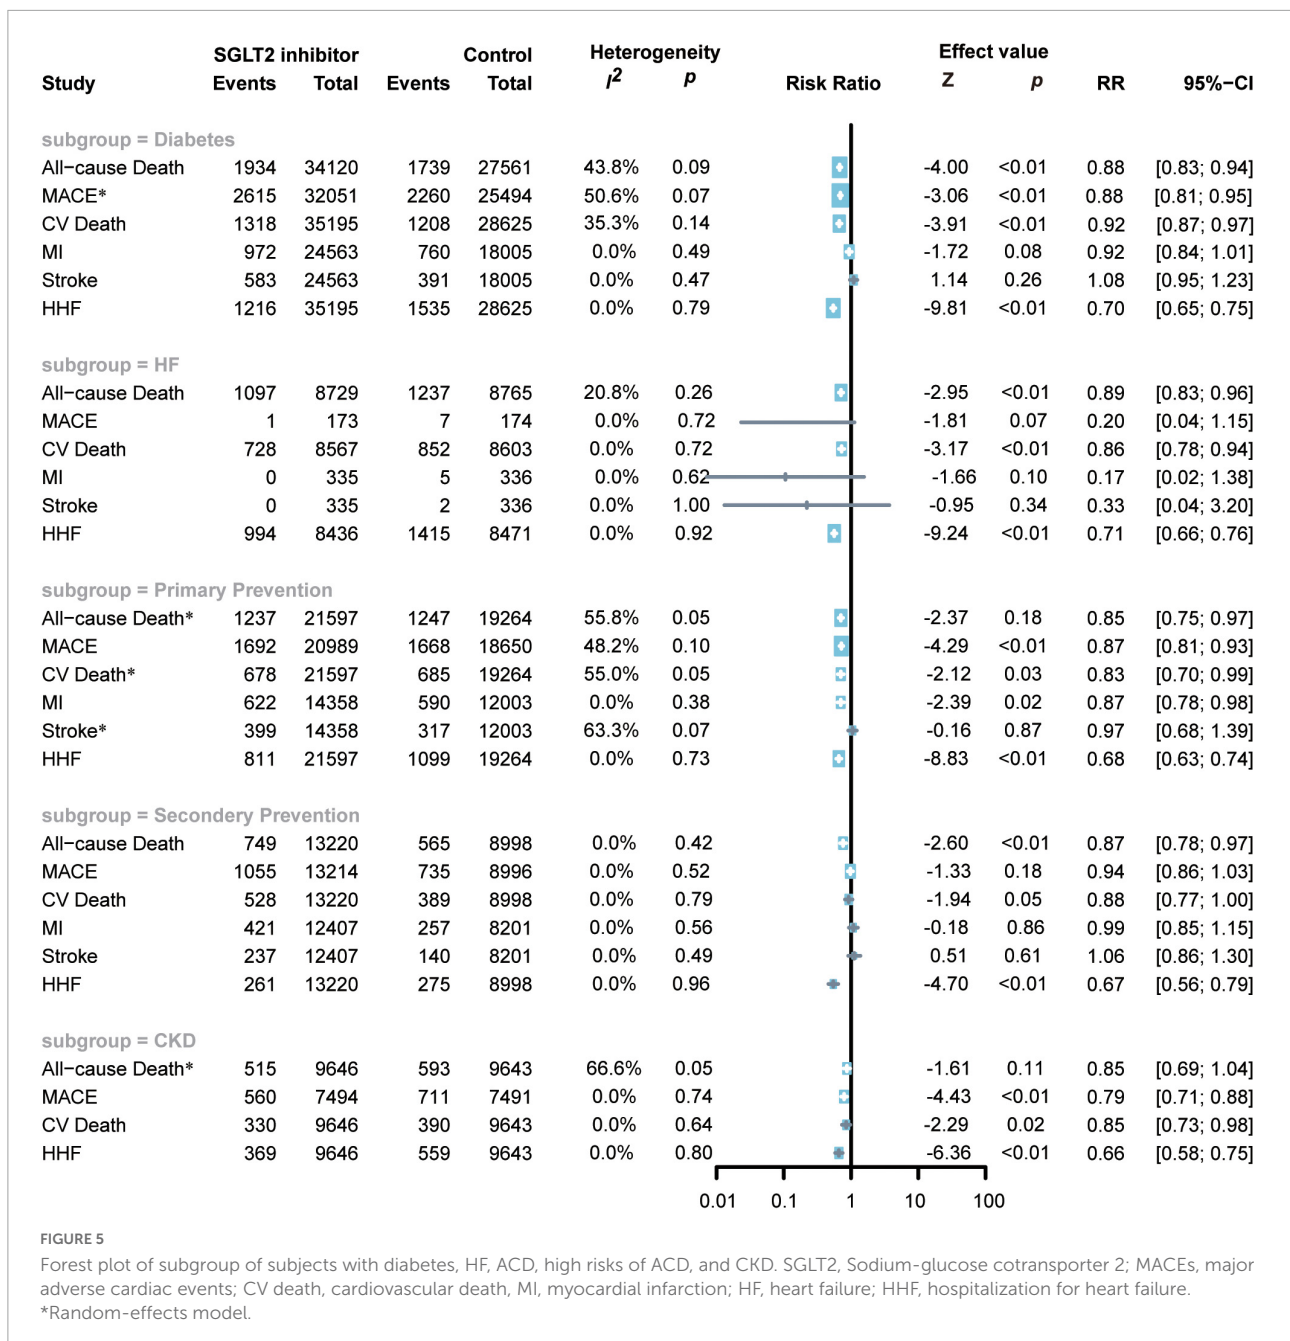 SGLT2 inhibitor Control Heterogeneity Effect value
Study Events Total Events Total I² p Risk Ratio Z p RR 95%−CI
subgroup = Diabetes
All−cause Death 1934 34120 1739 27561 43.8% 0.09 -4.00 <0.01 0.88 [0.83; 0.94]
MACE* 2615 32051 2260 25494 50.6% 0.07 -3.06 <0.01 0.88 [0.81; 0.95]
CV Death 1318 35195 1208 28625 35.3% 0.14 -3.91 <0.01 0.92 [0.87; 0.97]
MI 972 24563 760 18005 0.0% 0.49 -1.72 0.08 0.92 [0.84; 1.01]
Stroke 583 24563 391 18005 0.0% 0.47 1.14 0.26 1.08 [0.95; 1.23]
HHF 1216 35195 1535 28625 0.0% 0.79 -9.81 <0.01 0.70 [0.65; 0.75]
subgroup = HF
All−cause Death 1097 8729 1237 8765 20.8% 0.26 -2.95 <0.01 0.89 [0.83; 0.96]
MACE 1 173 7 174 0.0% 0.72 -1.81 0.07 0.20 [0.04; 1.15]
CV Death 728 8567 852 8603 0.0% 0.72 -3.17 <0.01 0.86 [0.78; 0.94]
MI 0 335 5 336 0.0% 0.62 -1.66 0.10 0.17 [0.02; 1.38]
Stroke 0 335 2 336 0.0% 1.00 -0.95 0.34 0.33 [0.04; 3.20]
HHF 994 8436 1415 8471 0.0% 0.92 -9.24 <0.01 0.71 [0.66; 0.76]
subgroup = Primary Prevention
All−cause Death* 1237 21597 1247 19264 55.8% 0.05 -2.37 0.18 0.85 [0.75; 0.97]
MACE 1692 20989 1668 18650 48.2% 0.10 -4.29 <0.01 0.87 [0.81; 0.93]
CV Death* 678 21597 685 19264 55.0% 0.05 -2.12 0.03 0.83 [0.70; 0.99]
MI 622 14358 590 12003 0.0% 0.38 -2.39 0.02 0.87 [0.78; 0.98]
Stroke* 399 14358 317 12003 63.3% 0.07 -0.16 0.87 0.97 [0.68; 1.39]
HHF 811 21597 1099 19264 0.0% 0.73 -8.83 <0.01 0.68 [0.63; 0.74]
subgroup = Secondery Prevention
All−cause Death 749 13220 565 8998 0.0% 0.42 -2.60 <0.01 0.87 [0.78; 0.97]
MACE 1055 13214 735 8996 0.0% 0.52 -1.33 0.18 0.94 [0.86; 1.03]
CV Death 528 13220 389 8998 0.0% 0.79 -1.94 0.05 0.88 [0.77; 1.00]
MI 421 12407 257 8201 0.0% 0.56 -0.18 0.86 0.99 [0.85; 1.15]
Stroke 237 12407 140 8201 0.0% 0.49 0.51 0.61 1.06 [0.86; 1.30]
HHF 261 13220 275 8998 0.0% 0.96 -4.70 <0.01 0.67 [0.56; 0.79]
subgroup = CKD
All−cause Death* 515 9646 593 9643 66.6% 0.05 -1.61 0.11 0.85 [0.69; 1.04]
MACE 560 7494 711 7491 0.0% 0.74 -4.43 <0.01 0.79 [0.71; 0.88]
CV Death 330 9646 390 9643 0.0% 0.64 -2.29 0.02 0.85 [0.73; 0.98]
HHF 369 9646 559 9643 0.0% 0.80 -6.36 <0.01 0.66 [0.58; 0.75]
0.01 0.1 1 10 100
FIGURE 5
Forest plot of subgroup of subjects with diabetes, HF, ACD, high risks of ACD, and CKD. SGLT2, Sodium-glucose cotransporter 2; MACEs, major
adverse cardiac events; CV death, cardiovascular death, MI, myocardial infarction; HF, heart failure; HHF, hospitalization for heart failure.
*Random-effects model.